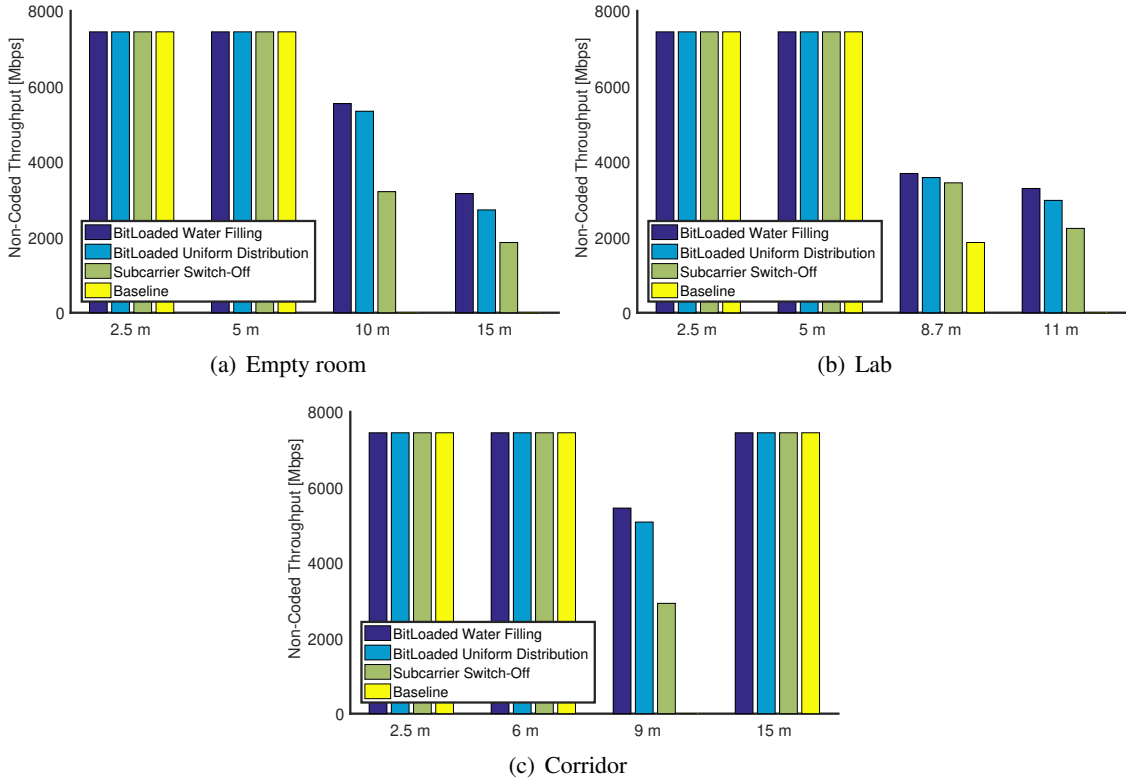 8000
6000
4000
2000
0
Non-Coded Throughput [Mbps]
BitLoaded Water Filling
BitLoaded Uniform Distribution
Subcarrier Switch-Off
Baseline
2.5 m 5 m 10 m 15 m
(a) Empty room
8000
6000
4000
2000
0
Non-Coded Throughput [Mbps]
BitLoaded Water Filling
BitLoaded Uniform Distribution
Subcarrier Switch-Off
Baseline
2.5 m 5 m 8.7 m 11 m
(b) Lab
8000
6000
4000
2000
0
Non-Coded Throughput [Mbps]
BitLoaded Water Filling
BitLoaded Uniform Distribution
Subcarrier Switch-Off
Baseline
2.5 m 6 m 9 m 15 m
(c) Corridor